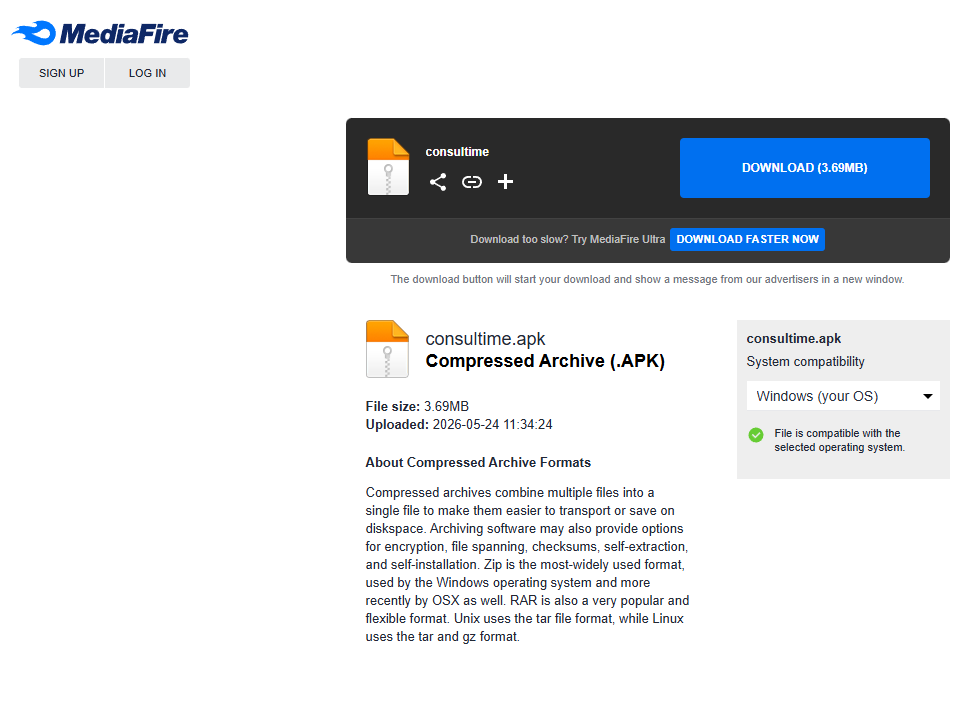 MediaFire
SIGN UP
LOG IN
consultime
DOWNLOAD (3.69MB)
Download too slow? Try MediaFire Ultra
DOWNLOAD FASTER NOW
The download button will start your download and show a message from our advertisers in a new window.
consultime.apk
Compressed Archive (.APK)
File size: 3.69MB
Uploaded: 2026-05-24 11:34:24
About Compressed Archive Formats
Compressed archives combine multiple files into a
single file to make them easier to transport or save on
diskspace. Archiving software may also provide options
for encryption, file spanning, checksums, self-extraction,
and self-installation. Zip is the most-widely used format,
used by the Windows operating system and more
recently by OSX as well. RAR is also a very popular and
flexible format. Unix uses the tar file format, while Linux
uses the tar and gz format.
consultime.apk
System compatibility
Windows (your OS)
File is compatible with the
selected operating system.